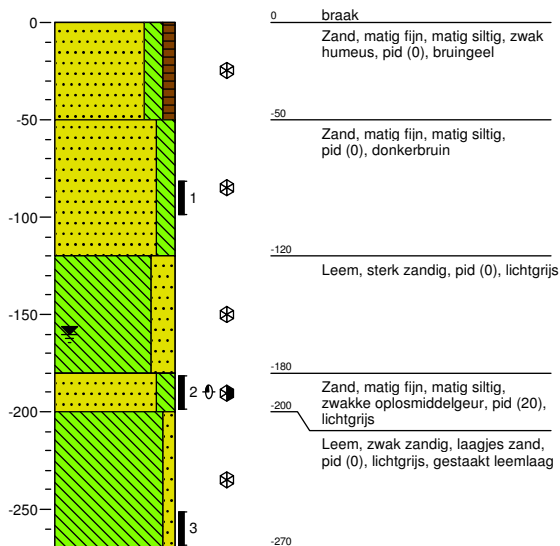 0
-50
-100
-150
-200
-250
1
2
3
0
braak
Zand, matig fijn, matig siltig, zwak
humeus, pid (0), bruingeel
-50
Zand, matig fijn, matig siltig,
pid (0), donkerbruin
-120
Leem, sterk zandig, pid (0), lichtgrijs
-180
Zand, matig fijn, matig siltig,
zwakke oplosmiddelgeur, pid (20),
lichtgrijs
-200
Leem, zwak zandig, laagjes zand,
pid (0), lichtgrijs, gestaakt leemlaag
-270